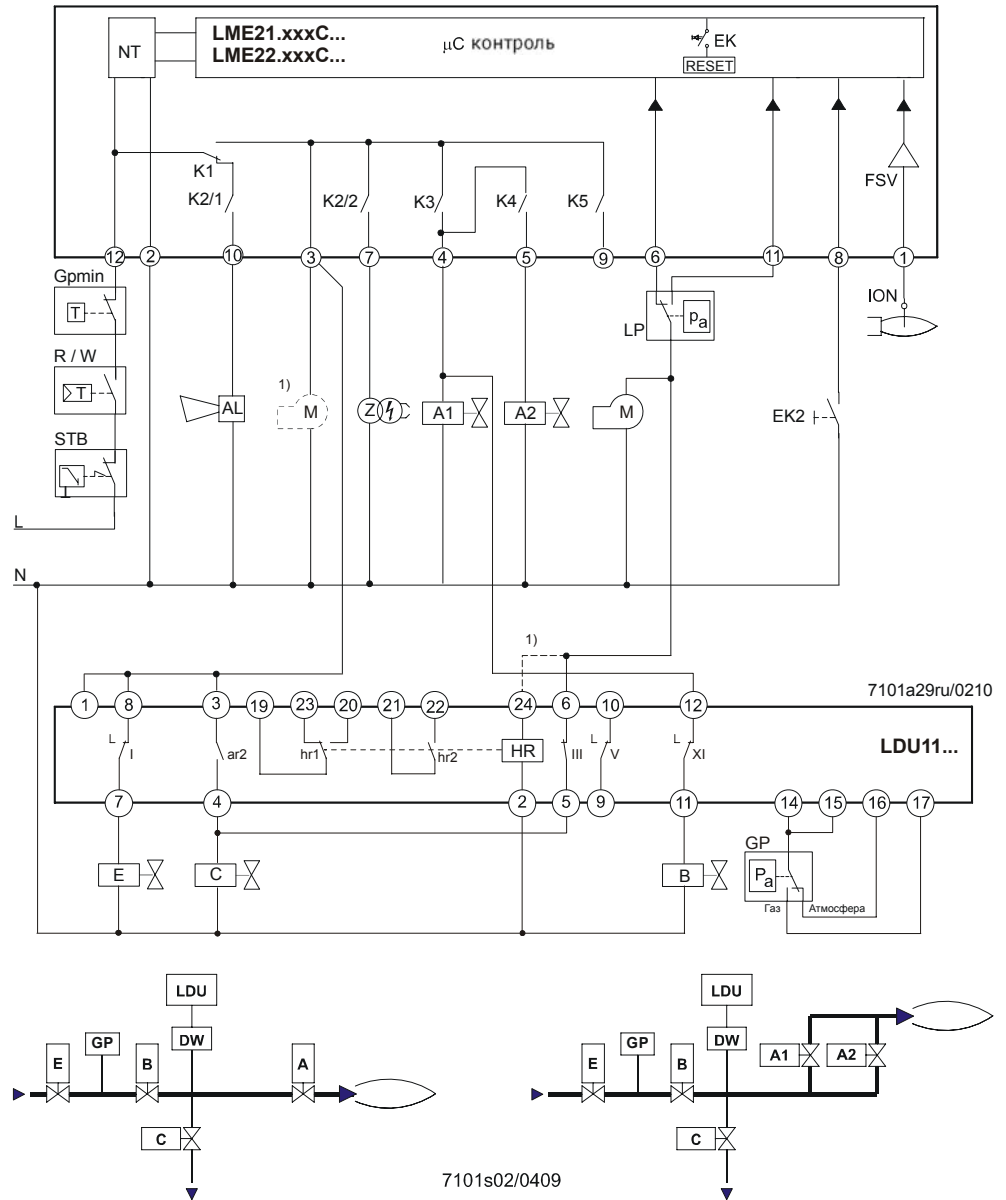 LME21.xxxC...
LME22.xxxC...
NT
µC контроль
EK
RESET
FSV
K1
K2/1
K2/2
K3
K4
K5
12
2
10
3
7
4
5
9
6
11
8
1
Gpmin
T
R / W
T
STB
L
N
AL
1)
M
Z
A1
A2
LP
Pa
M
EK2
ION
1)
7101a29ru/0210
1
8
3
19
23
20
21
22
24
6
10
12
LDU11...
L
I
ar2
hr1
hr2
HR
III
L
V
L
XI
7
4
2
5
9
11
14
15
16
17
E
C
B
GP
Pa
Газ
Атмосфера
LDU
DW
E
GP
B
A
C
LDU
DW
E
GP
B
A1
A2
C
7101s02/0409